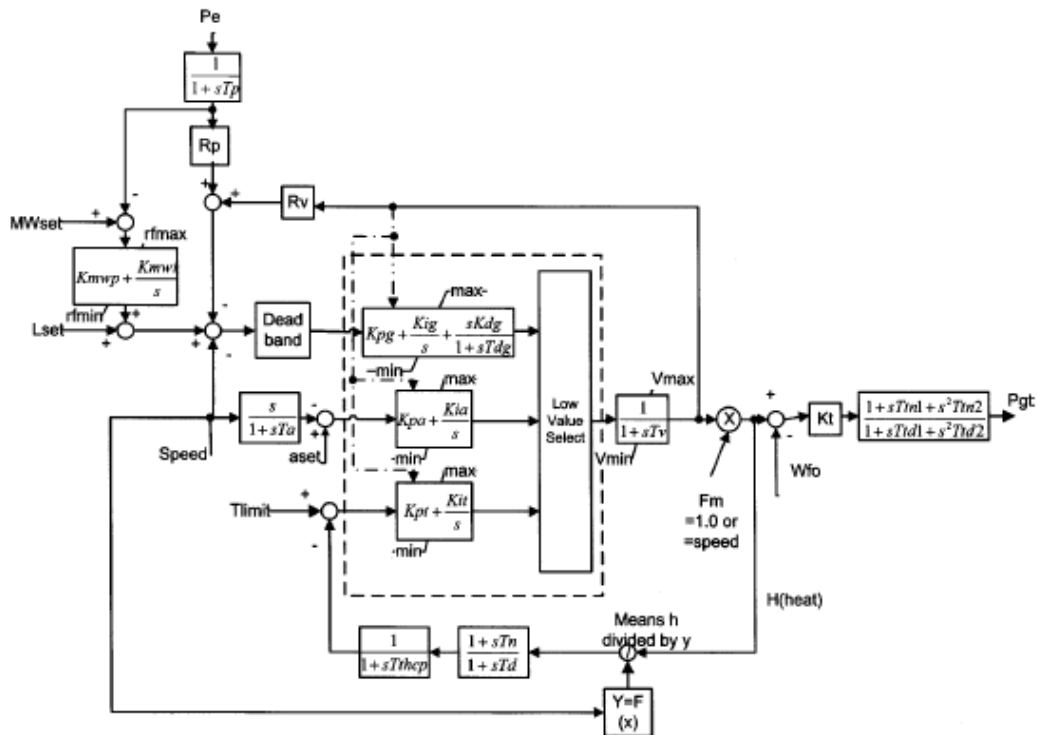 Pe
1
1 + sTp
Rp
Rv
MWset
rfmax
Kmwp + Kmwi
s
rfmin
Lset
Dead
band
max
Kpg + Kig
s
+ sKdg
1 + sTdg
min
s
1 + sTa
Speed
aset
max
Kpa + Kia
s
min
Tlimit
max
Kpt + Kit
s
min
Low
Value
Select
Vmax
1
1 + sTv
Vmin
X
Fm
=1.0 or
=speed
Wfo
Kt
1 + sTtn1 + s²Ttn2
1 + sTtd1 + s²Ttd2
Pgt
H(heat)
Means h
divided by y
/
1
1 + sTthcp
1 + sTn
1 + sTd
Y=F
(x)